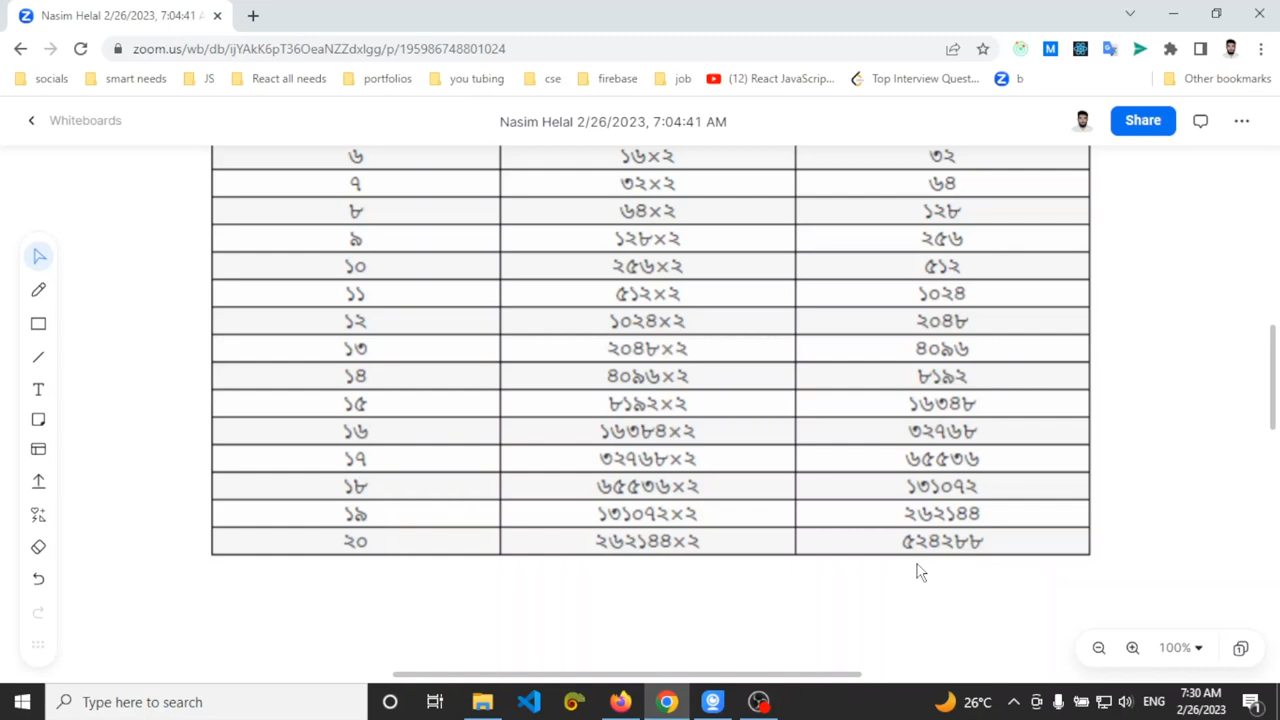 Nasim Helal 2/26/2023, 7:04:41 A
zoom.us/wb/db/ijYAkK6pT36OeaNZZdxlgg/p/195986748801024
socials smart needs JS React all needs portfolios you tubing cse firebase job (12) React JavaScrip... Top Interview Quest... b Other bookmarks
Whiteboards Nasim Helal 2/26/2023, 7:04:41 AM Share
৬ ১৬×২ ৩২
৭ ৩২×২ ৬৪
৮ ৬৪×২ ১২৮
৯ ১২৮×২ ২৫৬
১০ ২৫৬×২ ৫১২
১১ ৫১২×২ ১০২৪
১২ ১০২৪×২ ২০৪৮
১৩ ২০৪৮×২ ৪০৯৬
১৪ ৪০৯৬×২ ৮১৯২
১৫ ৮১৯২×২ ১৬৩৪৮
১৬ ১৬৩৮৪×২ ৩২৭৬৮
১৭ ৩২৭৬৮×২ ৬৫৫৩৬
১৮ ৬৫৫৩৬×২ ১৩১০৭২
১৯ ১৩১০৭২×২ ২৬২১৪৪
২০ ২৬২১৪৪×২ ৫২৪২৮৮
100%
Type here to search 26°C ENG 7:30 AM
2/26/2023